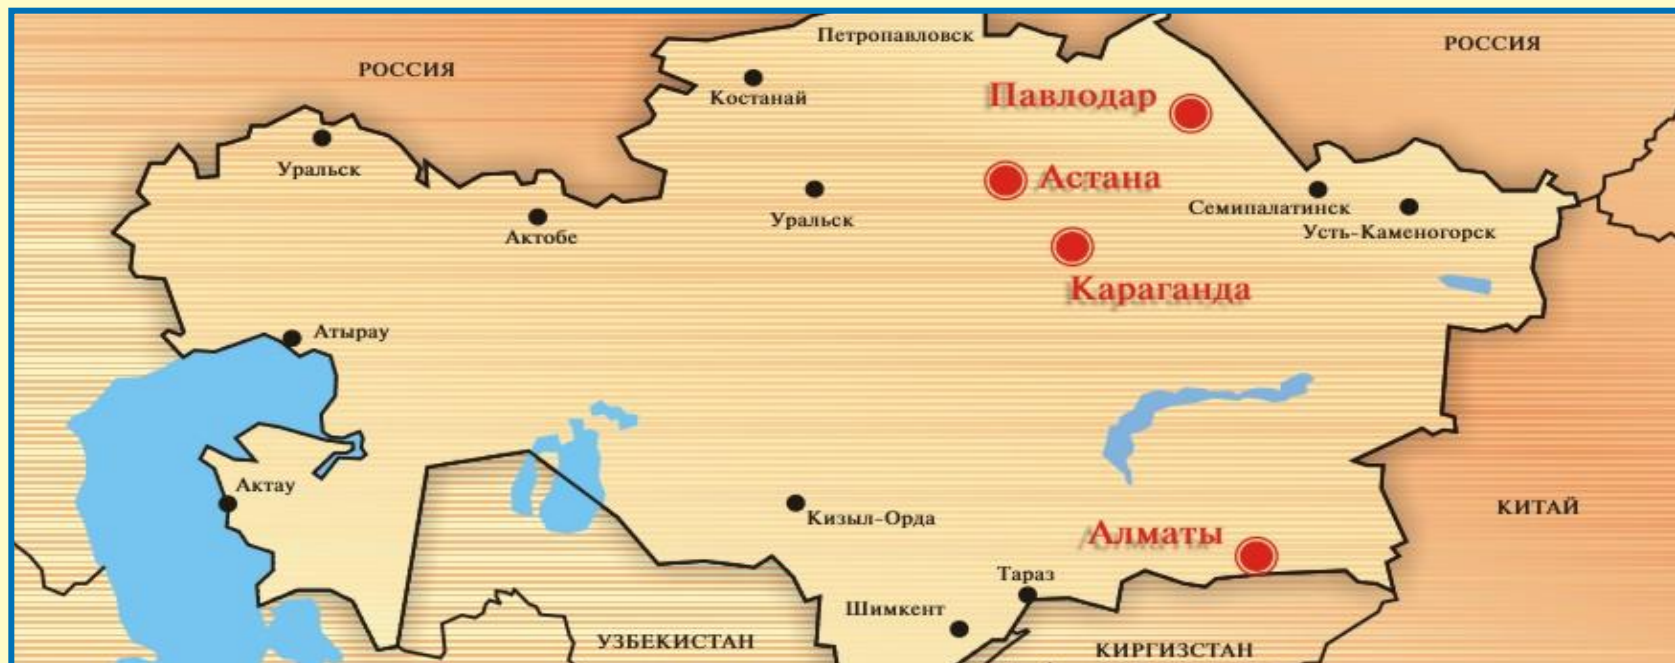 Петропавловск
РОССИЯ
РОССИЯ
Костанай
Павлодар
Уральск
Астана
Уральск
Семипалатинск
Актобе
Усть-Каменогорск
Караганда
Атырау
Актау
Кизыл-Орда
КИТАЙ
Алматы
Тараз
Шимкент
УЗБЕКИСТАН
КИРГИЗСТАН